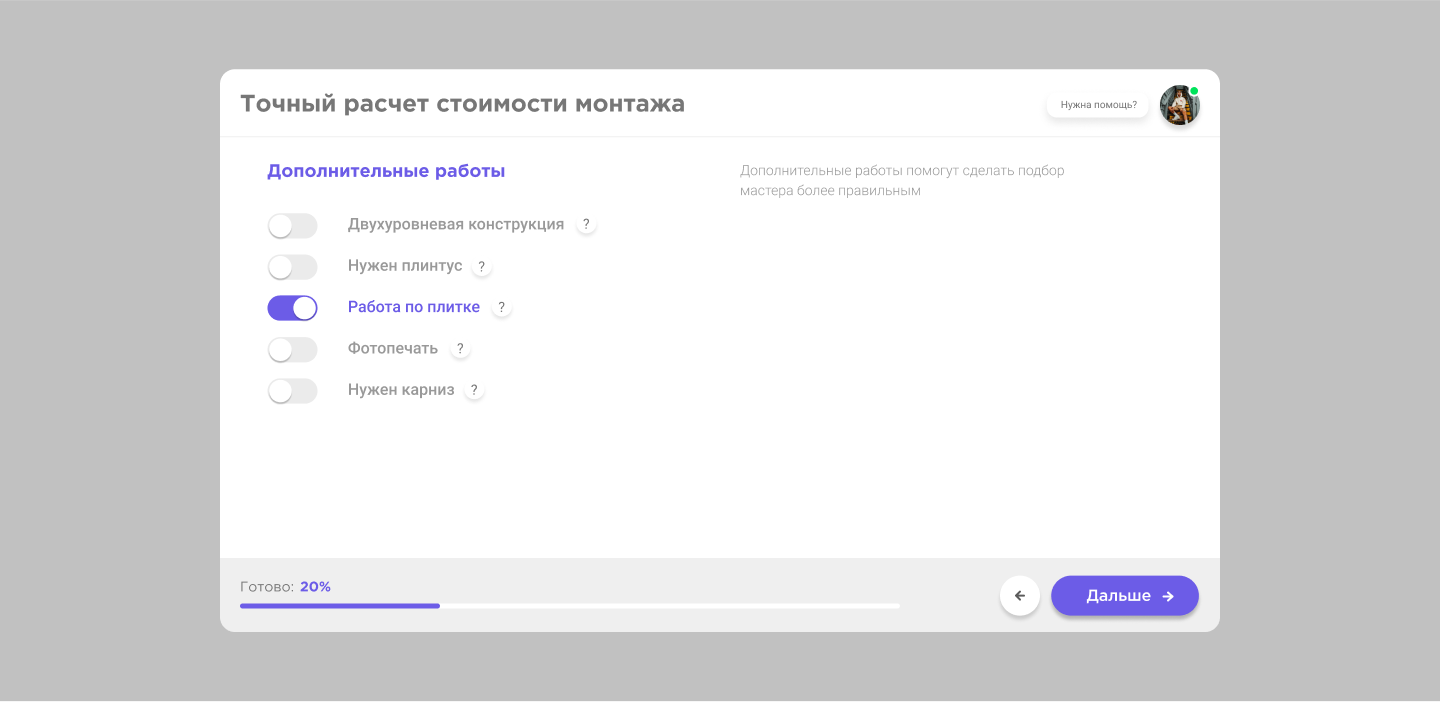 Точный расчет стоимости монтажа
Нужна помощь?
Дополнительные работы
Дополнительные работы помогут сделать подбор
мастера более правильным
Двухуровневая конструкция ?
Нужен плинтус ?
Работа по плитке ?
Фотопечать ?
Нужен карниз ?
Готово: 20%
Дальше →